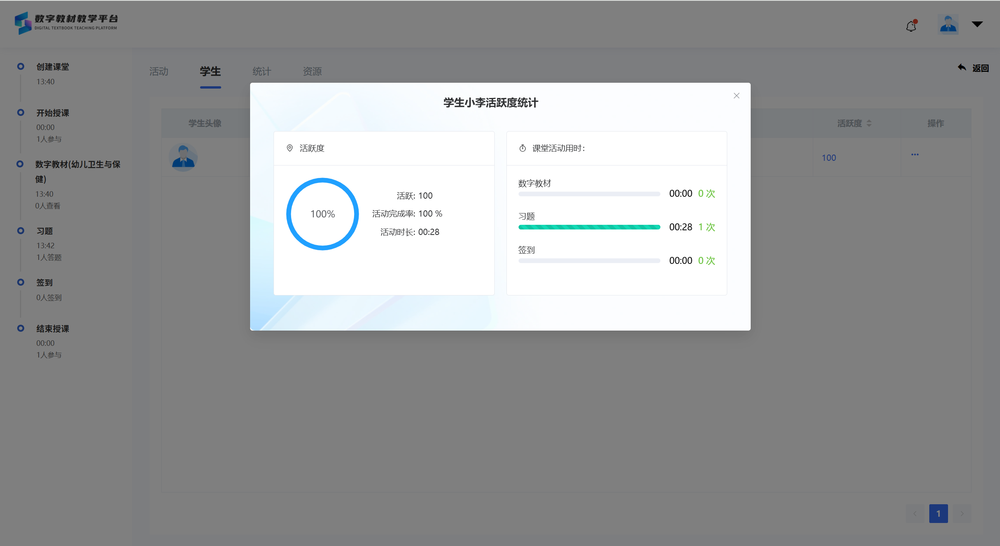 数字教材教学平台
DIGITAL TEXTBOOK TEACHING PLATFORM
创建课堂
13:40
开始授课
00:00
1人参与
数字教材(幼儿卫生与保
健)
13:40
0人查看
习题
13:42
1人答题
签到
0人签到
结束授课
00:00
1人参与
活动 学生 统计 资源
返回
学生头像 活跃度 操作
100
学生小李活跃度统计
活跃度
100%
活跃: 100
活动完成率: 100 %
活动时长: 00:28
课堂活动用时:
数字教材
00:00 0 次
习题
00:28 1 次
签到
00:00 0 次
1